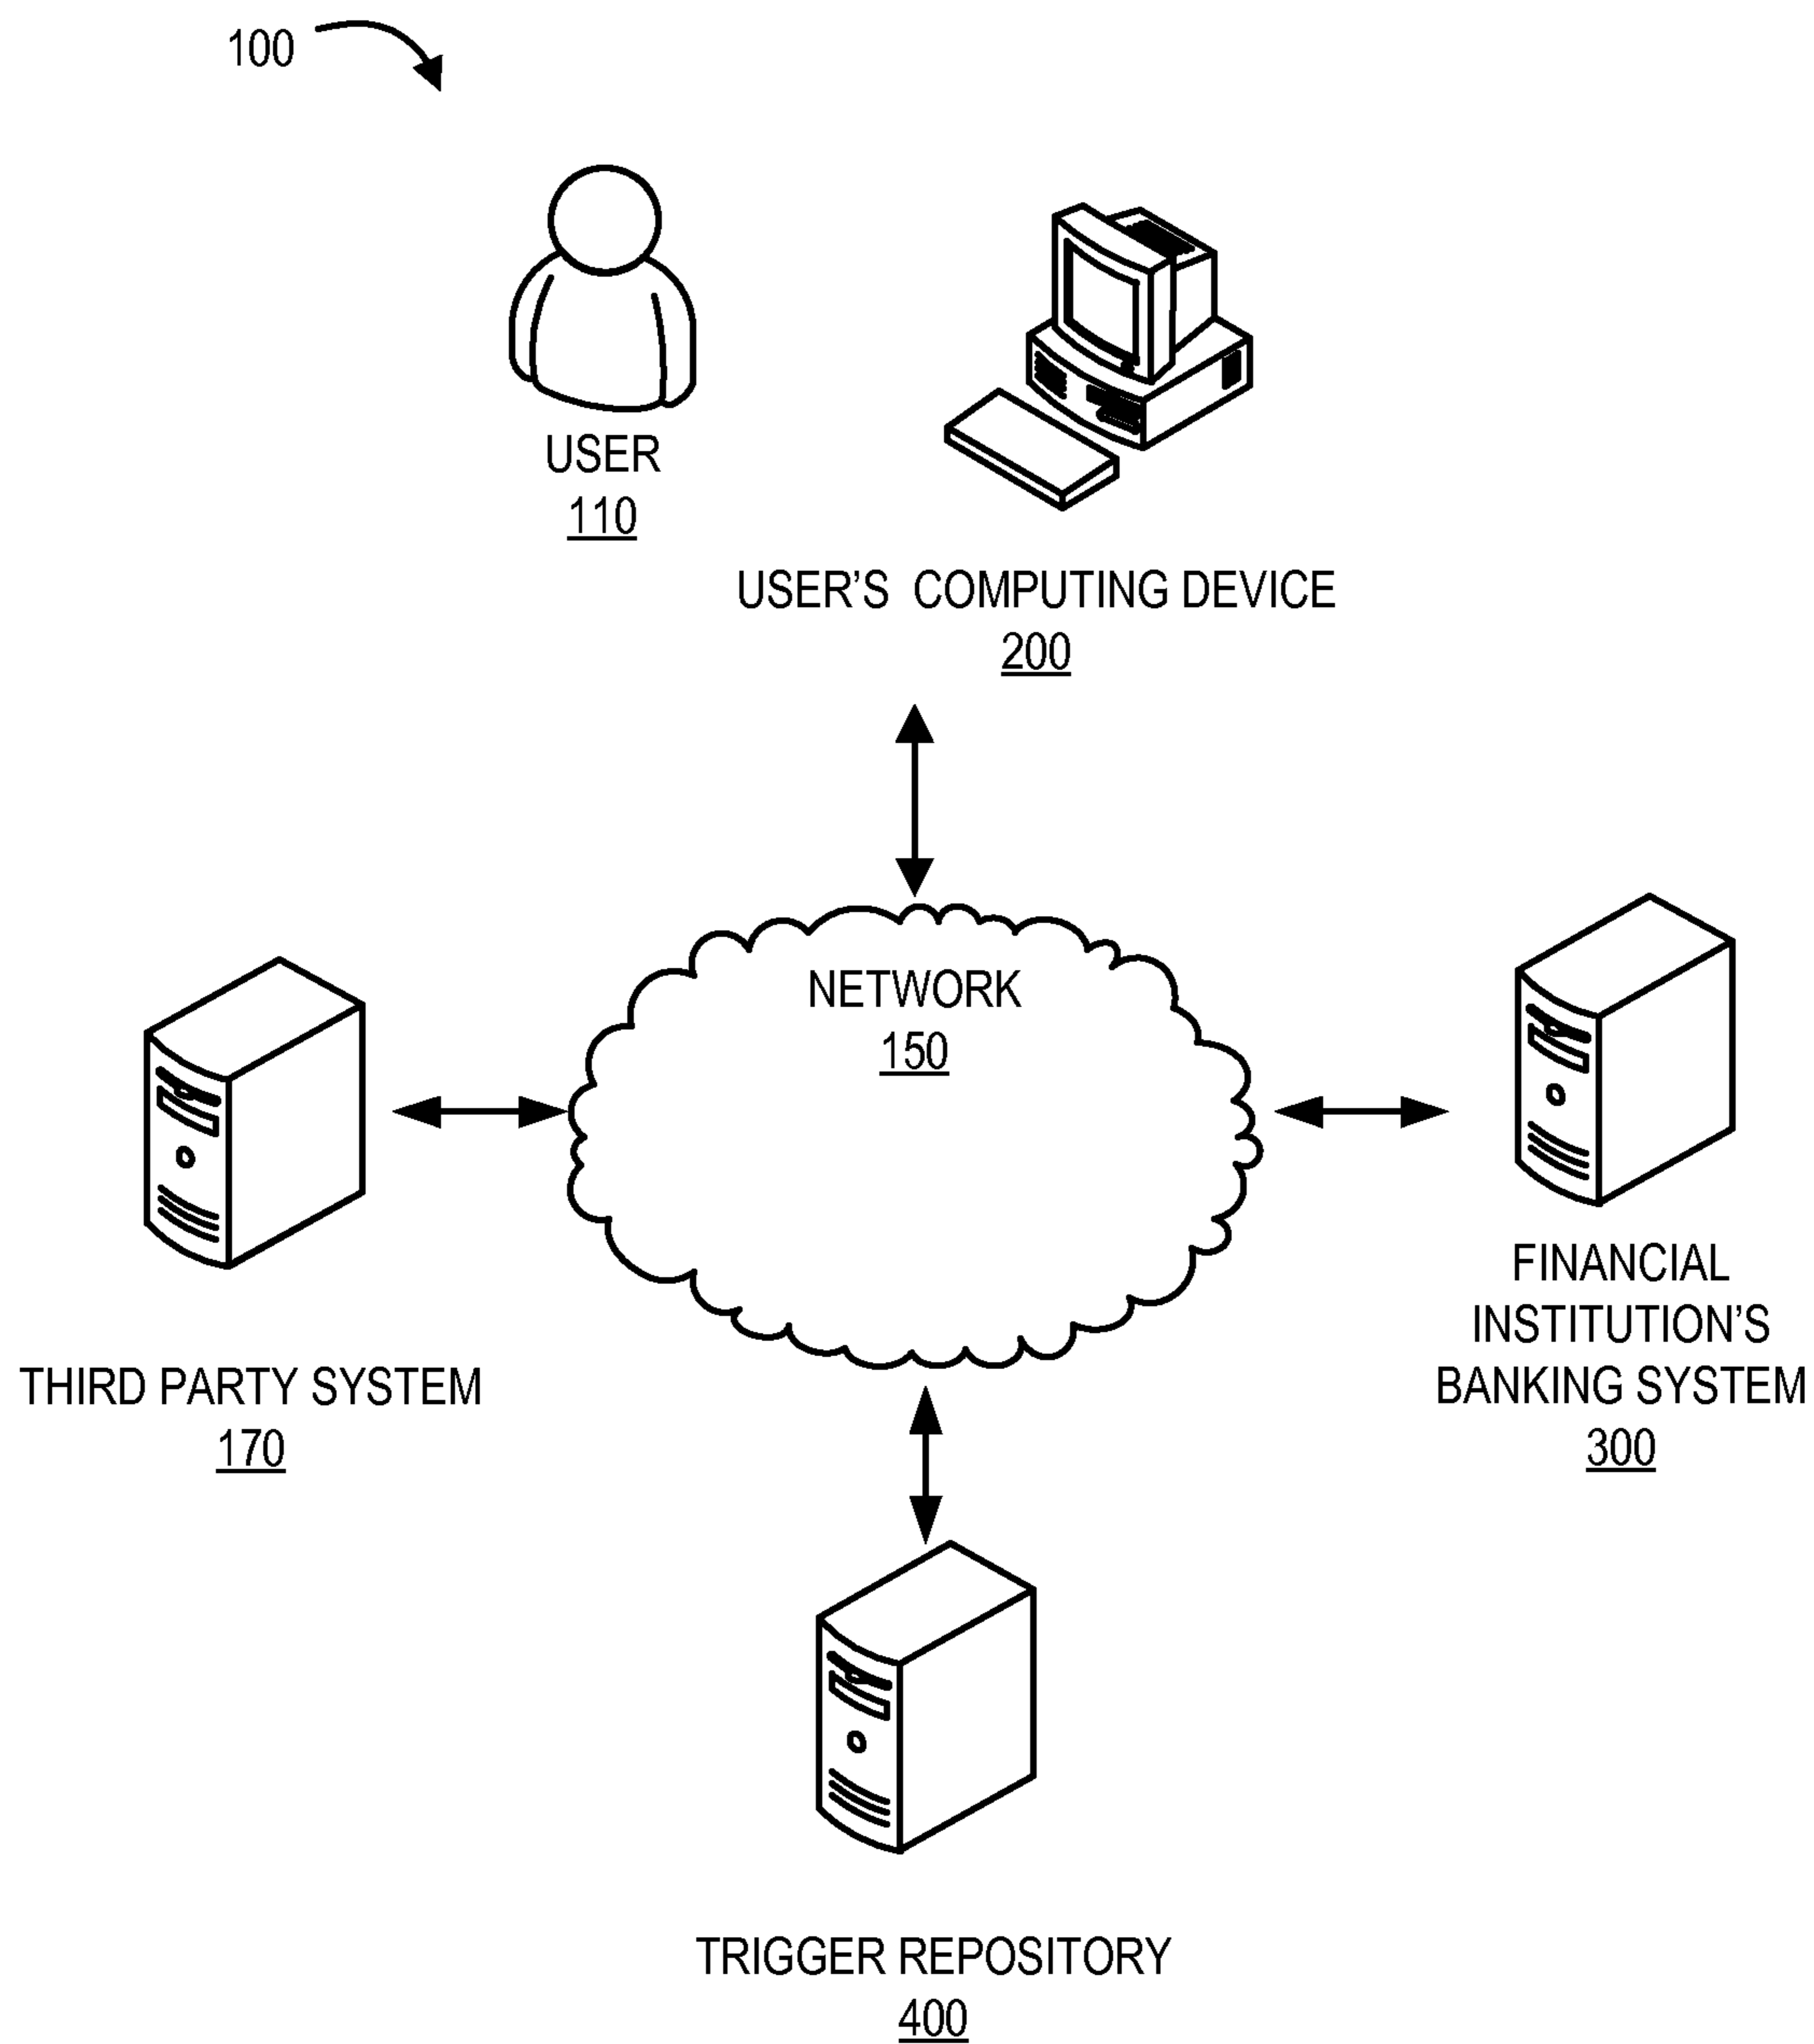 100
USER
110
USER'S COMPUTING DEVICE
200
NETWORK
150
THIRD PARTY SYSTEM
170
FINANCIAL
INSTITUTION'S
BANKING SYSTEM
300
TRIGGER REPOSITORY
400